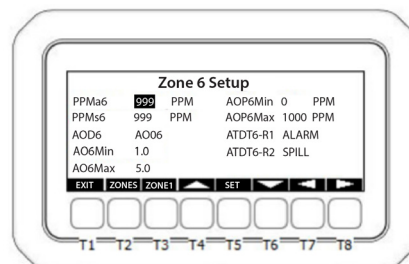 Zone 6 Setup
PPMa6 999 PPM AOP6Min 0 PPM
PPMs6 999 PPM AOP6Max 1000 PPM
AOD6 AO06 ATDT6-R1 ALARM
AO6Min 1.0 ATDT6-R2 SPILL
AO6Max 5.0
EXIT ZONES ZONE1 SET
T1 T2 T3 T4 T5 T6 T7 T8